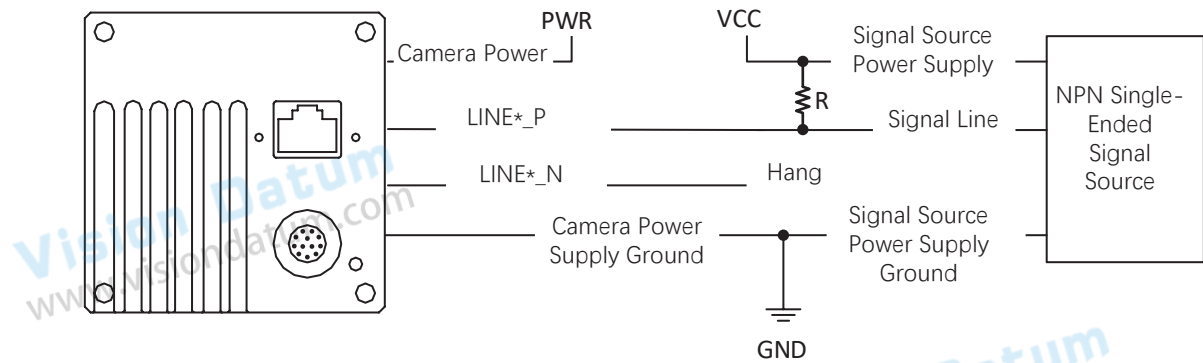 PWR
VCC
Camera Power
Signal Source
Power Supply
R
LINE*_P
Signal Line
NPN Single-
Ended
Signal
Source
LINE*_N
Hang
Camera Power
Supply Ground
Signal Source
Power Supply
Ground
GND
Vision Datum
www.visiondatum.com
Datum